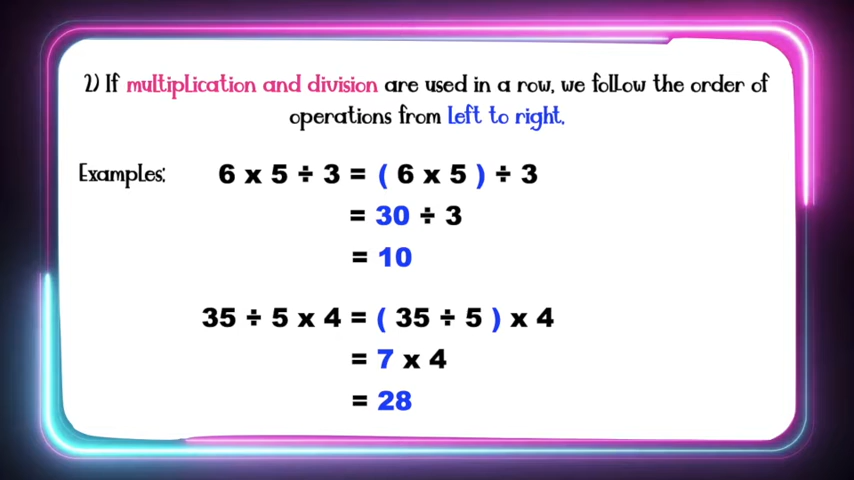 2) If multiplication and division are used in a row, we follow the order of
operations from left to right.
Examples: 6 x 5 ÷ 3 = ( 6 x 5 ) ÷ 3
= 30 ÷ 3
= 10
35 ÷ 5 x 4 = ( 35 ÷ 5 ) x 4
= 7 x 4
= 28